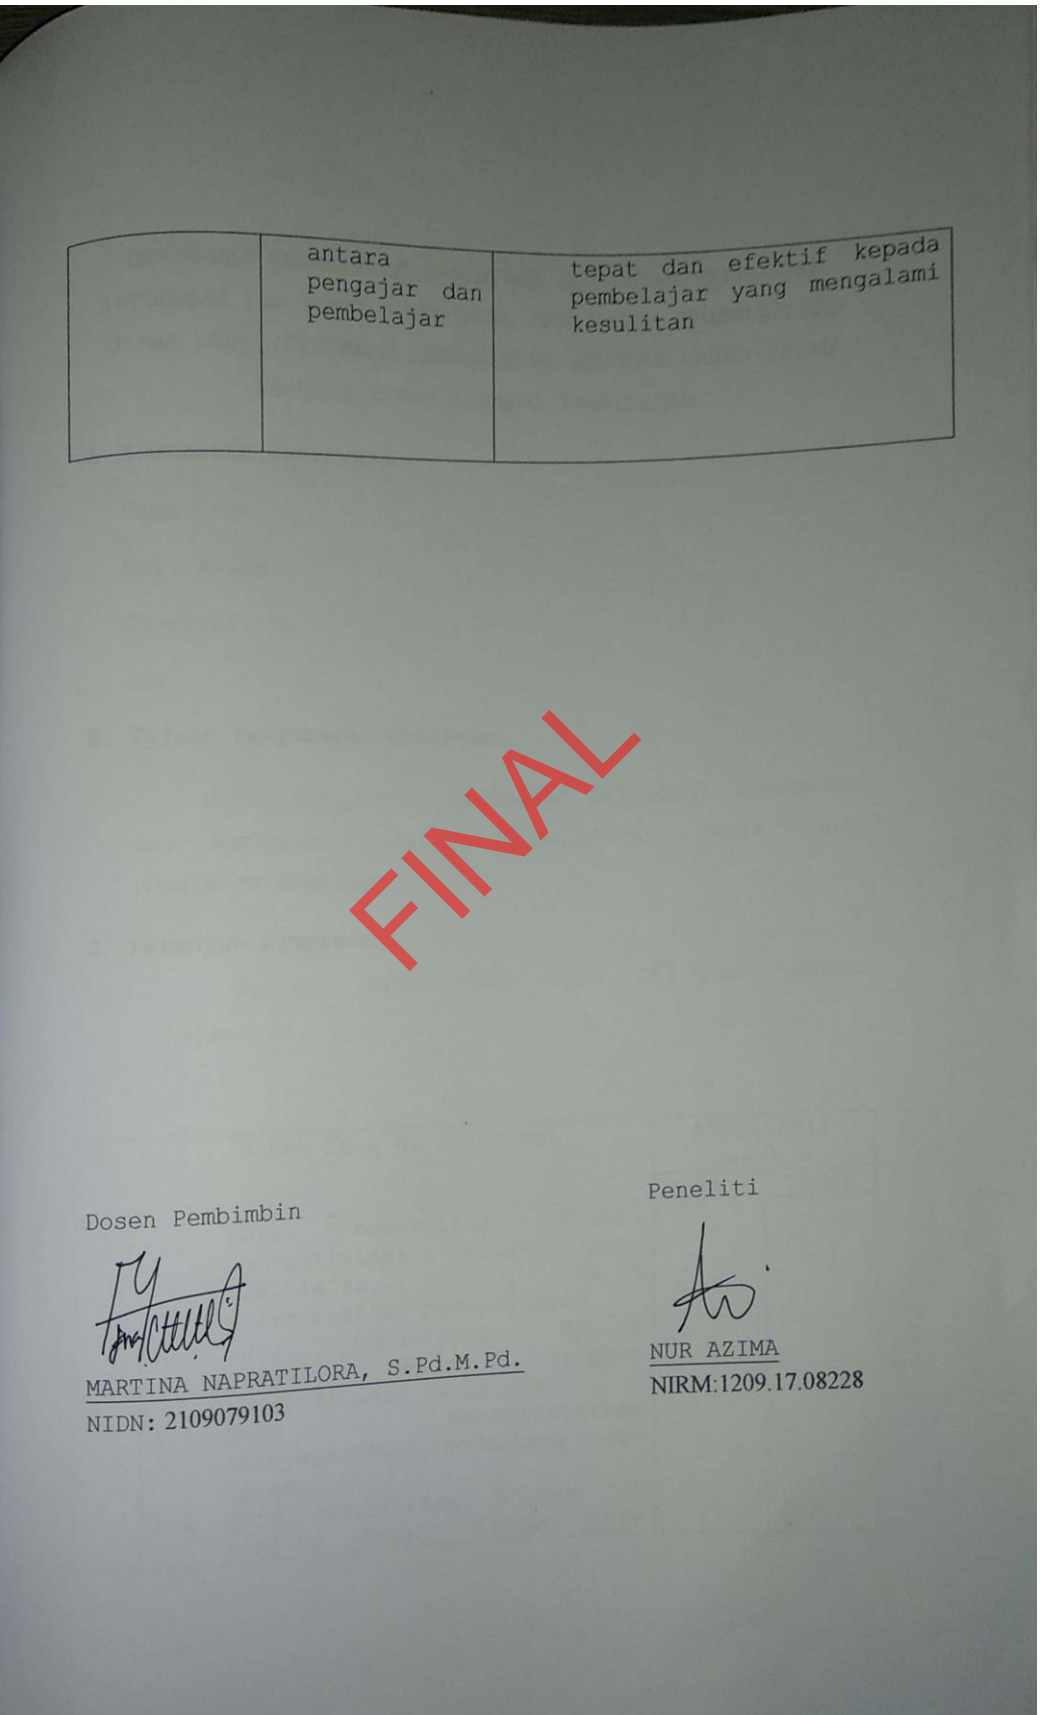 antara
pengajar dan
pembelajar
tepat dan efektif kepada
pembelajar yang mengalami
kesulitan
FINAL
Dosen Pembimbin
MARTINA NAPRATILORA, S.Pd.M.Pd.
NIDN: 2109079103
Peneliti
NUR AZIMA
NIRM:1209.17.08228